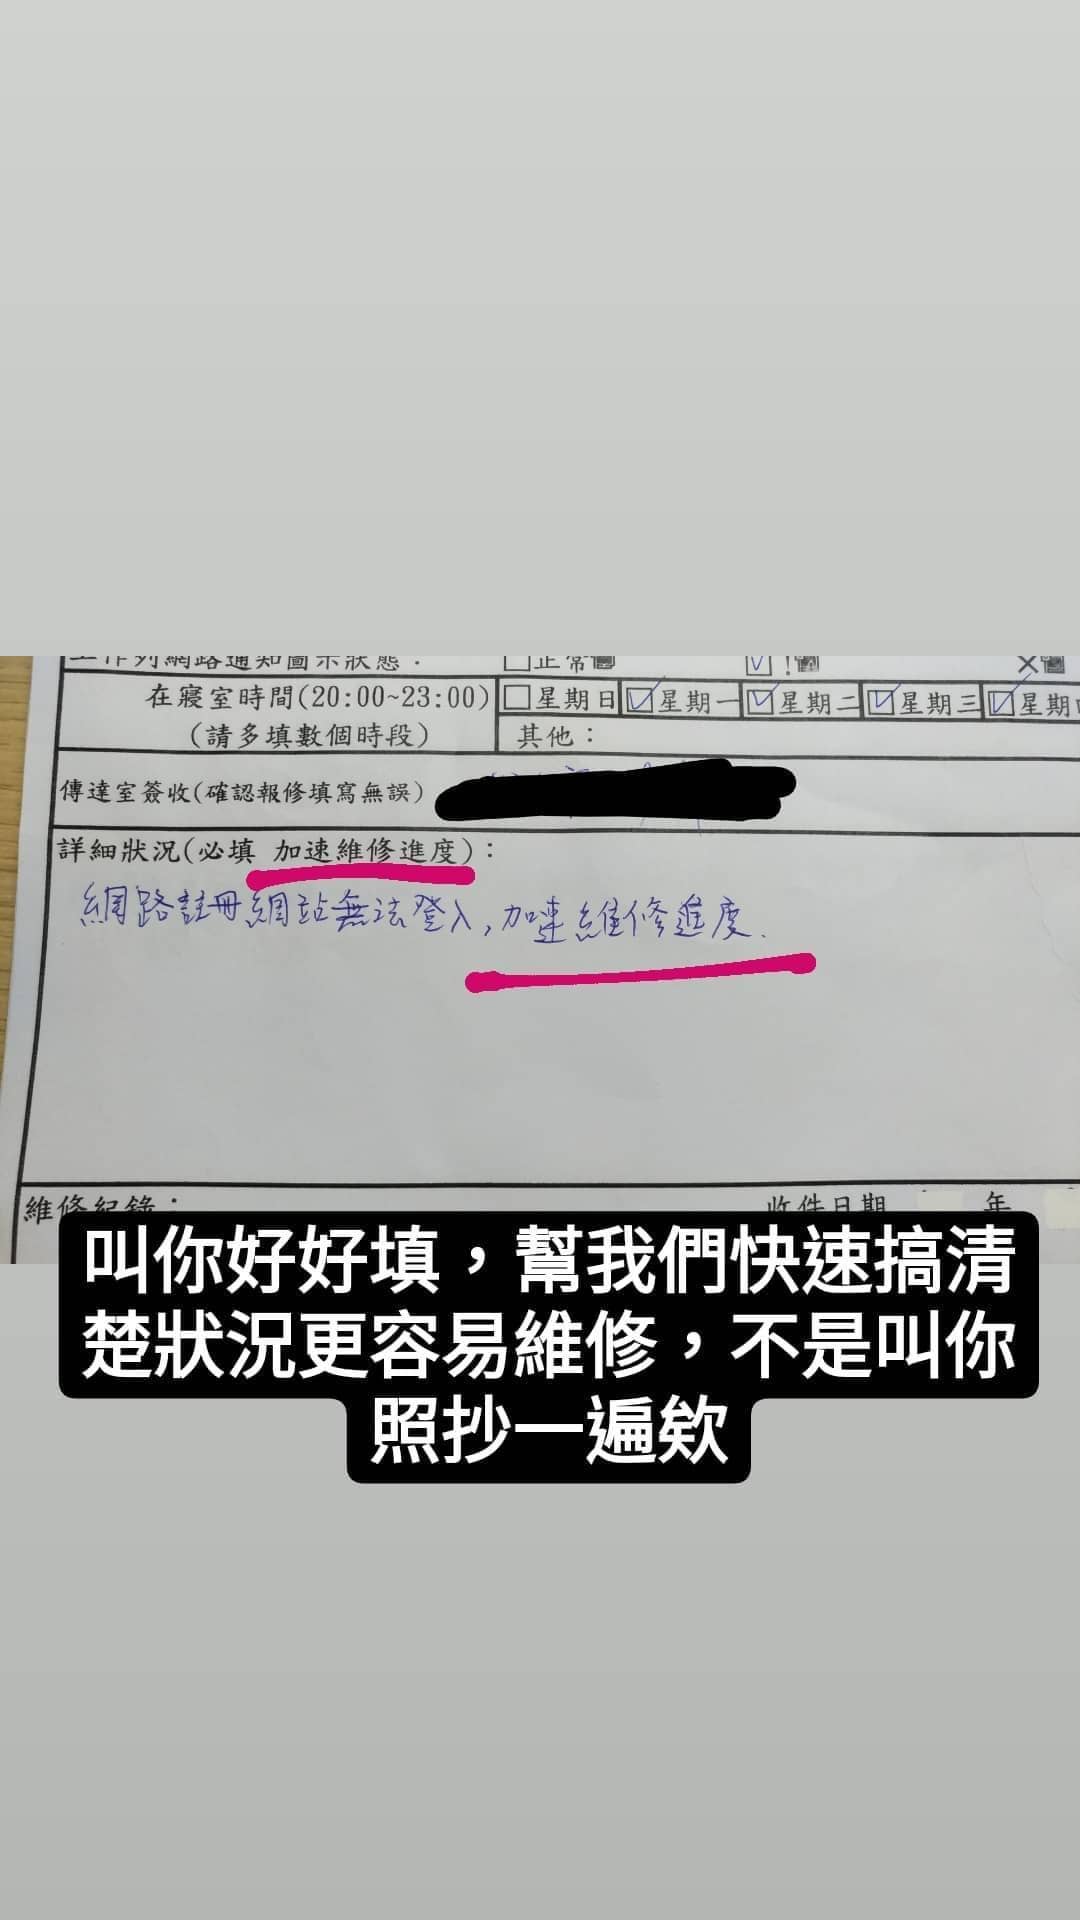 工作列網路通知圖示狀態：
□正常 ☑! ×
在寢室時間(20:00~23:00) □星期日 ☑星期一 ☑星期二 ☑星期三 ☑星期
(請多填數個時段) 其他：
傳達室簽收(確認報修填寫無誤)
詳細狀況(必填 加速維修進度)：
網路註冊網站無法登入,加速維修進度.
維修紀錄： 收件日期 年
叫你好好填，幫我們快速搞清
楚狀況更容易維修，不是叫你
照抄一遍欸